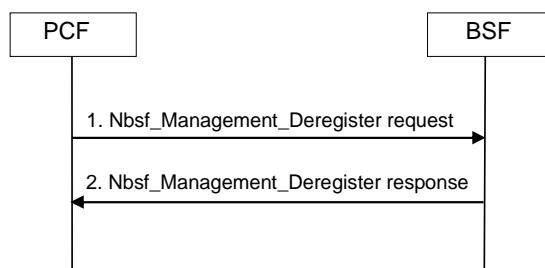 PCF
BSF
1. Nbsf_Management_Deregister request
2. Nbsf_Management_Deregister response